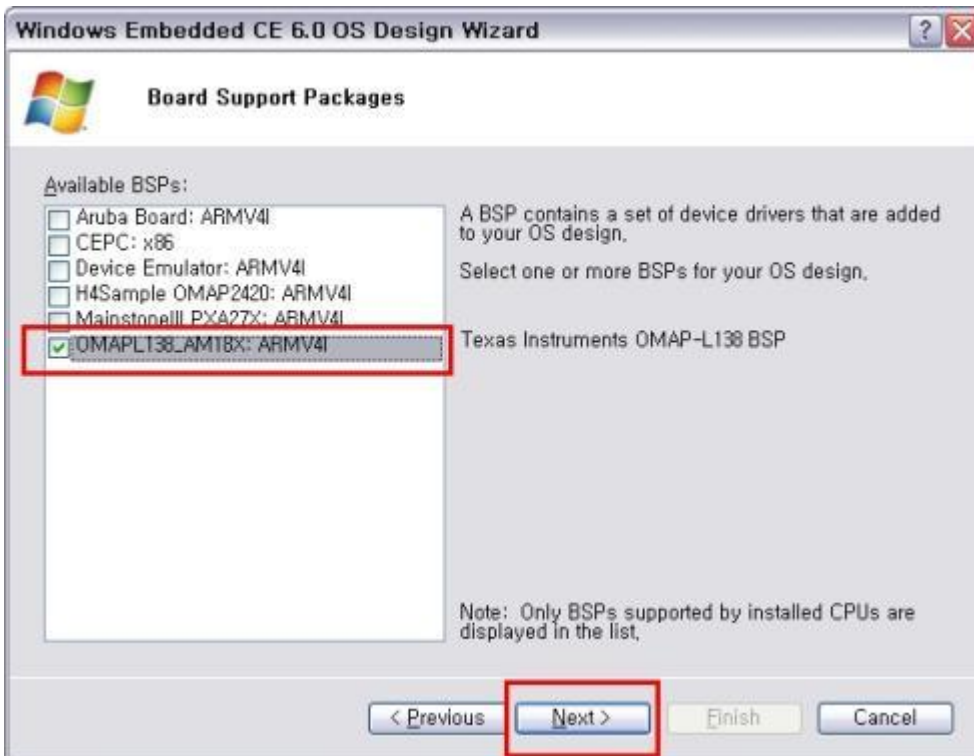 Windows Embedded CE 6.0 OS Design Wizard
Board Support Packages
Available BSPs:
Aruba Board: ARMV4I
CEPC: x86
Device Emulator: ARMV4I
H4Sample OMAP2420: ARMV4I
MainstoneIII PXA27X: ARMV4I
OMAPL138_AM18X: ARMV4I
A BSP contains a set of device drivers that are added
to your OS design.
Select one or more BSPs for your OS design.
Texas Instruments OMAP-L138 BSP
Note: Only BSPs supported by installed CPUs are
displayed in the list.
< Previous
Next >
Finish
Cancel